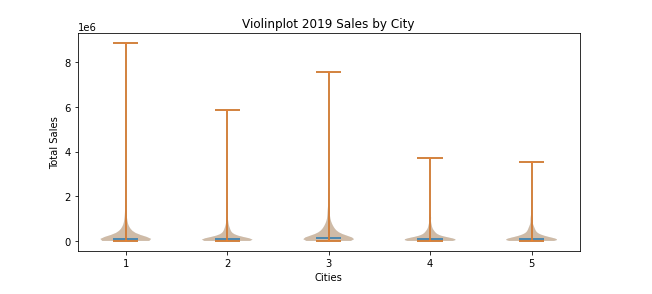 Violinplot 2019 Sales by City
1e6
8
6
4
2
0
Total Sales
1 2 3 4 5
Cities